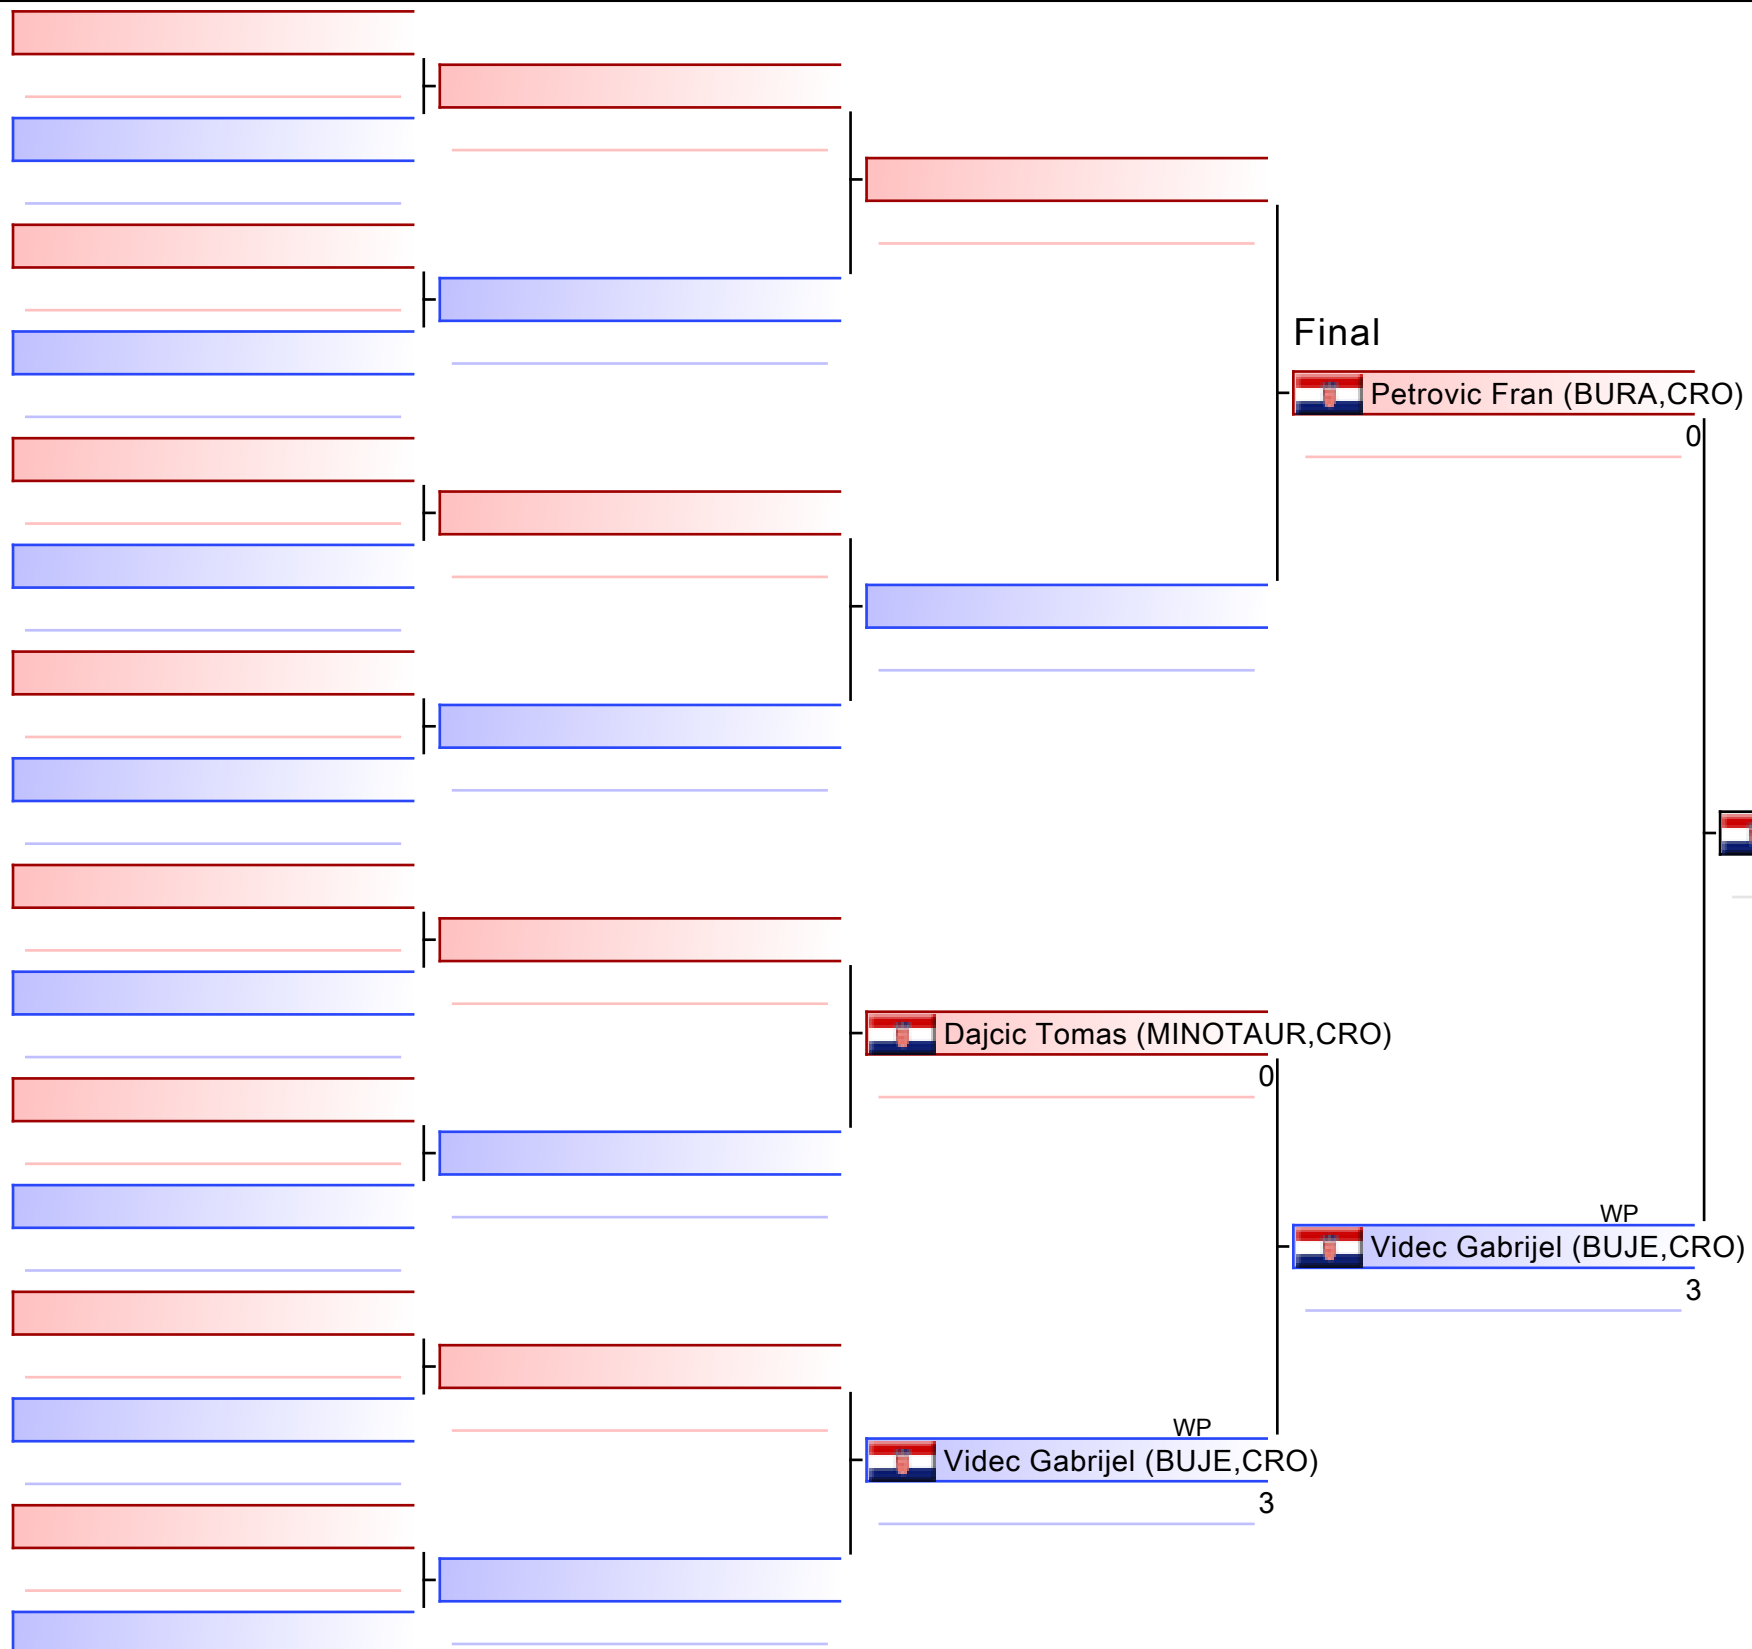 Final
Petrovic Fran (BURA,CRO)
0
Dajcic Tomas (MINOTAUR,CRO)
0
WP
Videc Gabrijel (BUJE,CRO)
3
WP
Videc Gabrijel (BUJE,CRO)
3